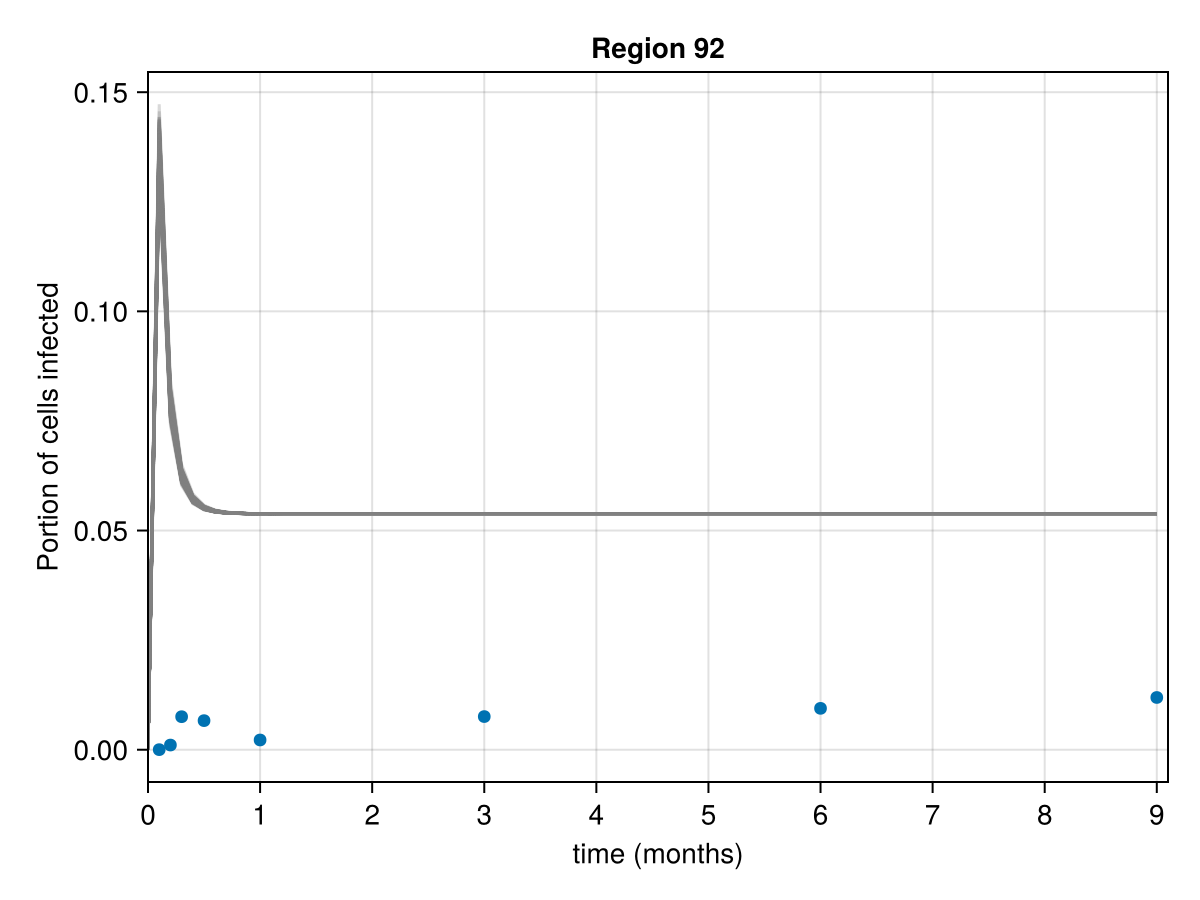 Region 92
Portion of cells infected
0.15
0.10
0.05
0.00
0 1 2 3 4 5 6 7 8 9
time (months)